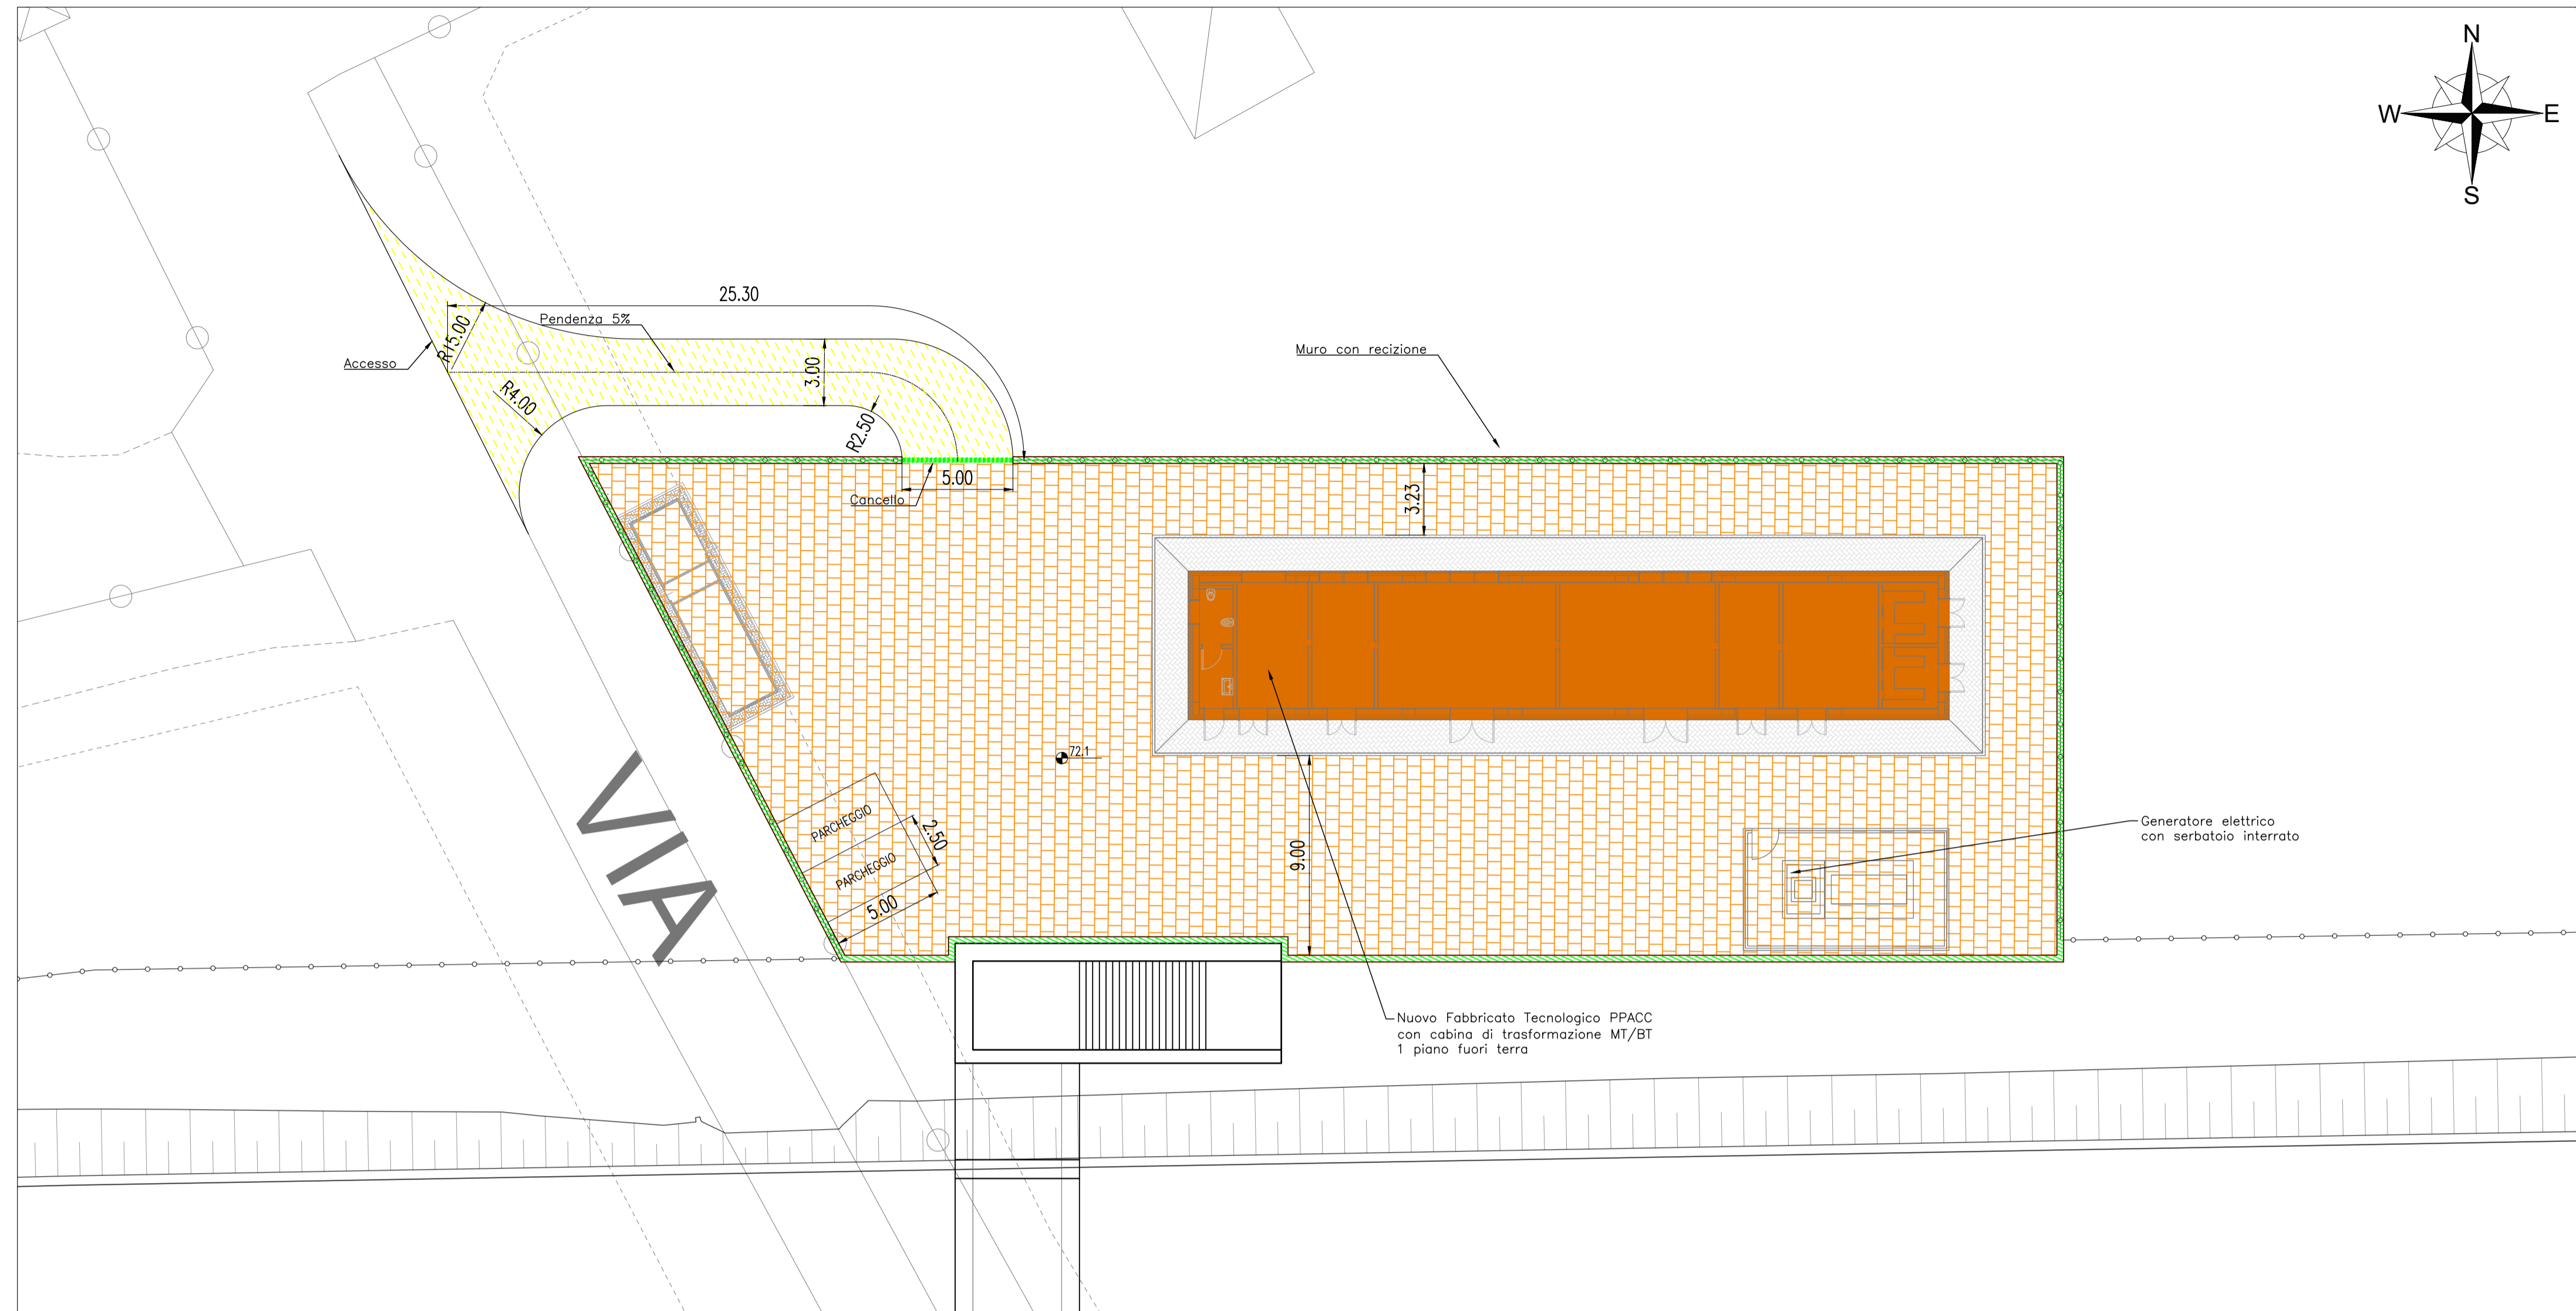 N
W
E
S
25.30
Pendenza 5%
R15.00
Accesso
3.00
R4.00
R2.50
Muro con recizione
5.00
Cancello
3.23
72.1
VIA
PARCHEGGIO
2.50
PARCHEGGIO
5.00
9.00
Generatore elettrico
con serbatoio interrato
Nuovo Fabbricato Tecnologico PPACC
con cabina di trasformazione MT/BT
1 piano fuori terra